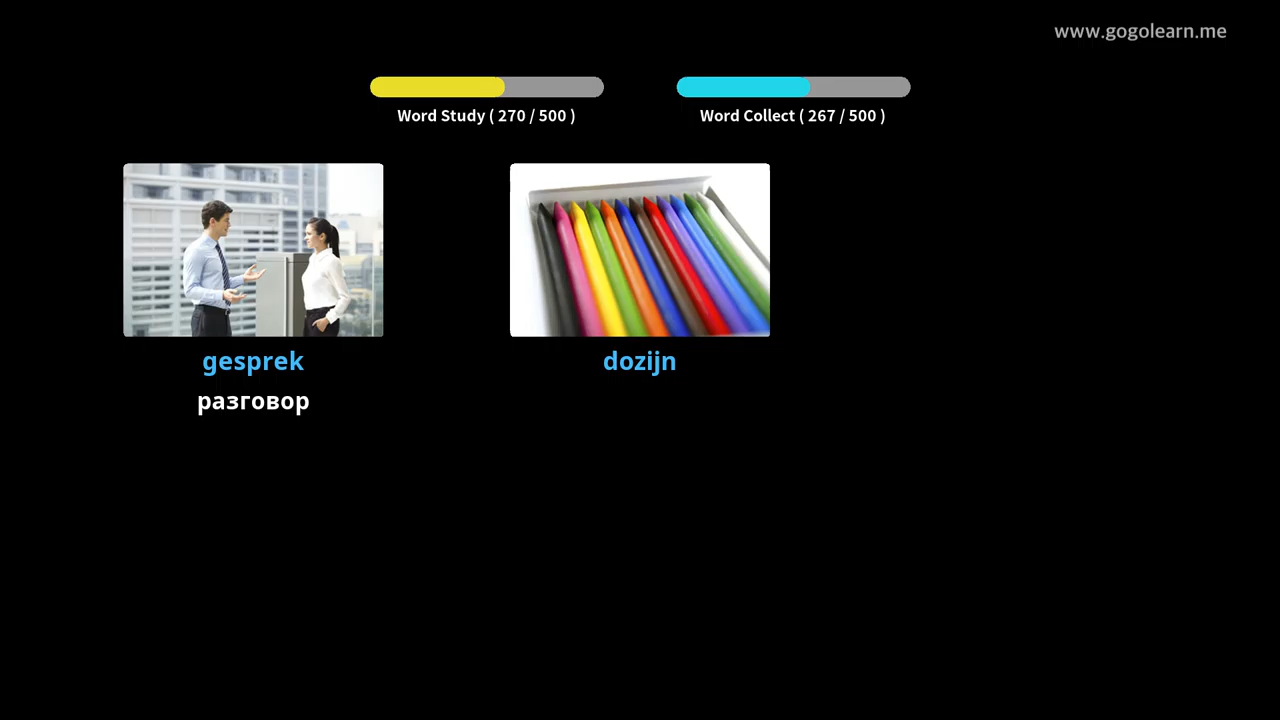 www.gogolearn.me
Word Study ( 270 / 500 )
Word Collect ( 267 / 500 )
gesprek
dozijn
разговор